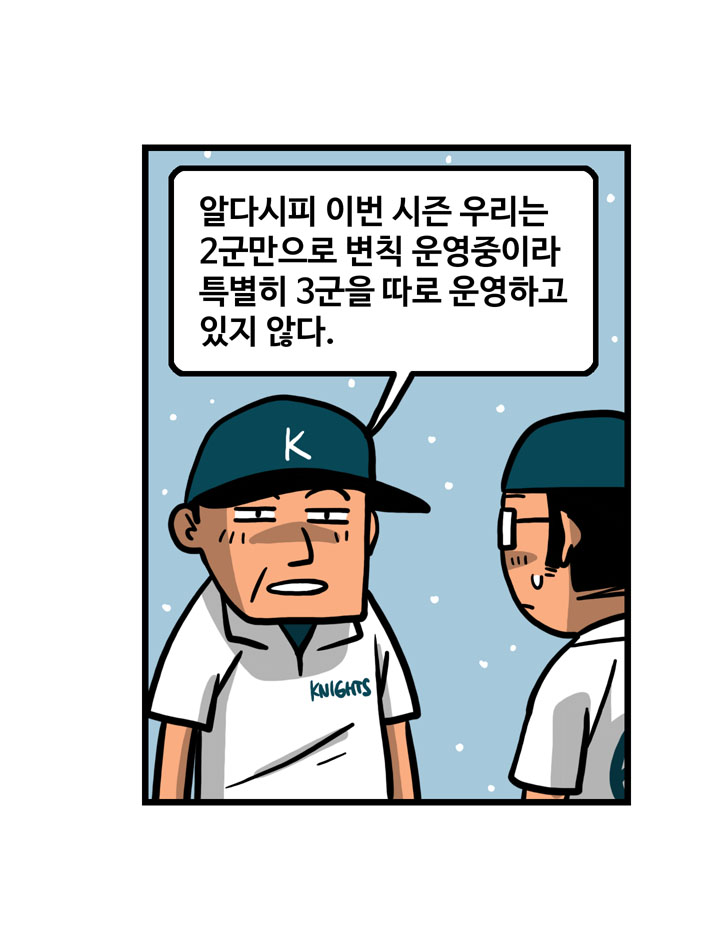 알다시피 이번 시즌 우리는
2군만으로 변칙 운영중이라
특별히 3군을 따로 운영하고
있지 않다.
K
KNIGHTS